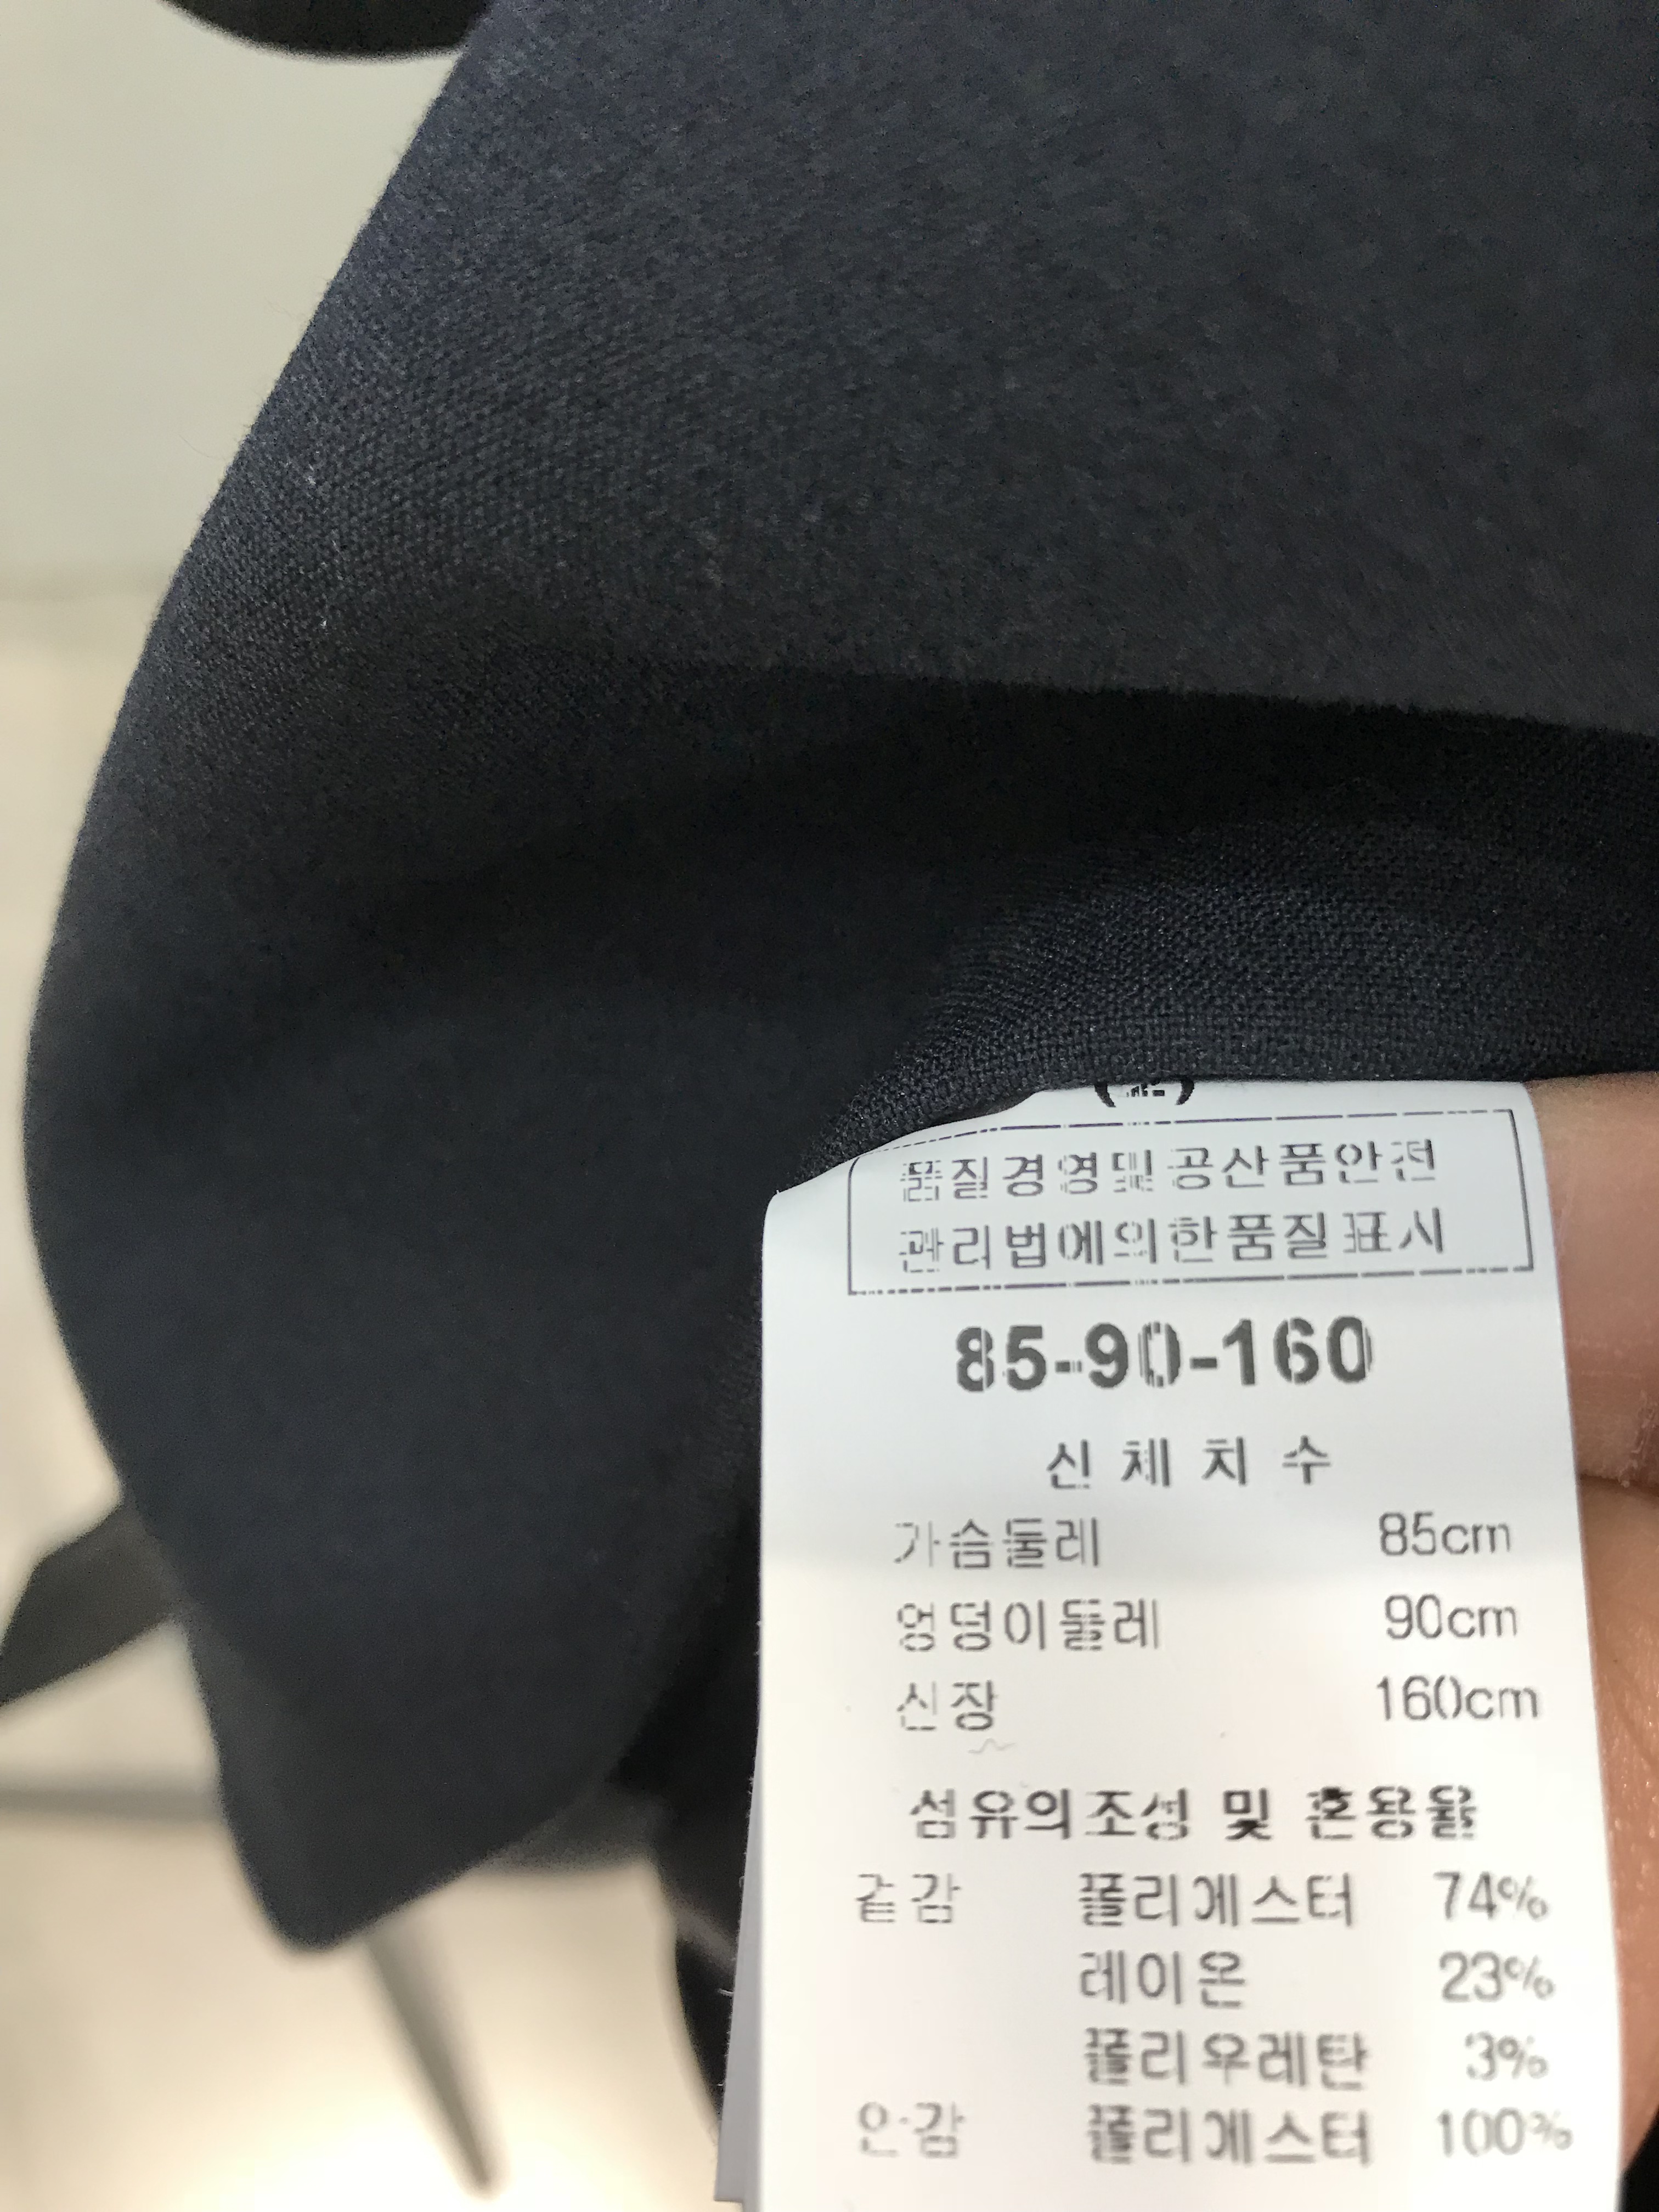 품질경영및공산품안전
관리법에의한품질표시
85-90-160
신체치수
가슴둘레 85cm
엉덩이둘레 90cm
신장 160cm
섬유의조성 및 혼용율
겉감 폴리에스터 74%
레이온 23%
폴리우레탄 3%
안감 폴리에스터 100%